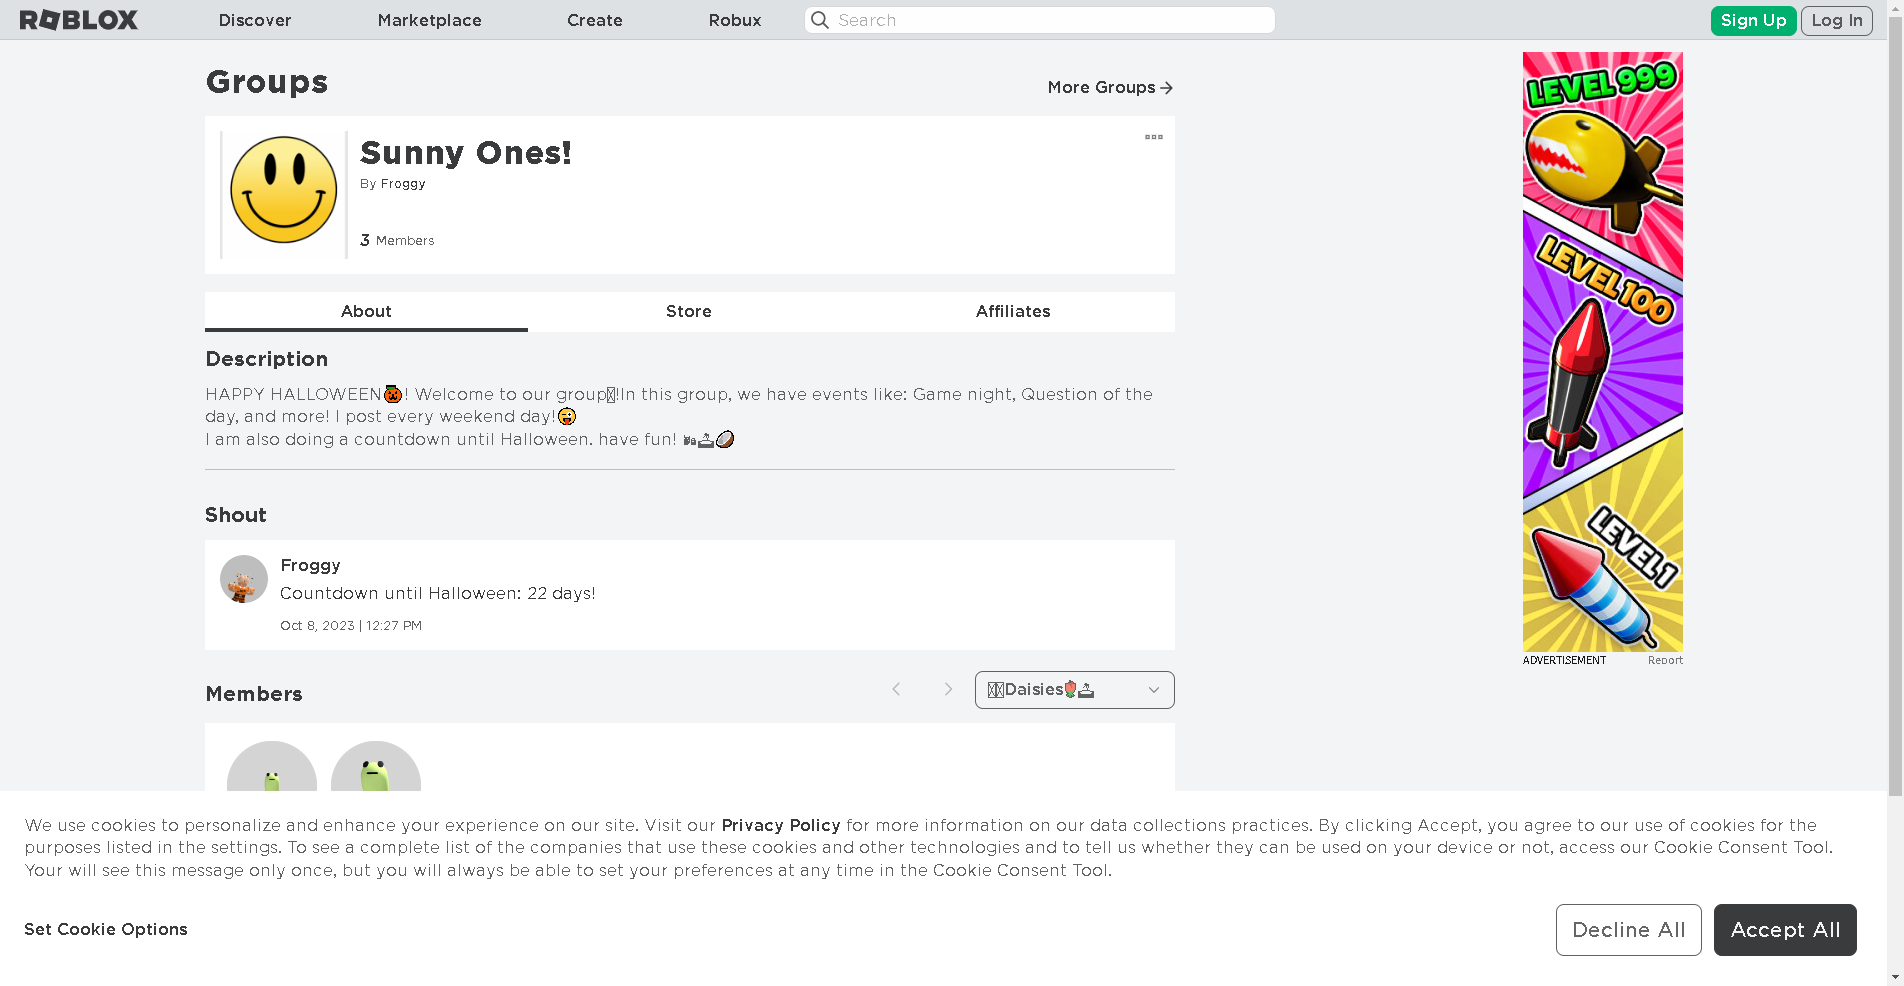 ROBLOX
Discover
Marketplace
Create
Robux
Search
Sign Up
Log In
Groups
More Groups
Sunny Ones!
By Froggy
3 Members
About
Store
Affiliates
Description
HAPPY HALLOWEEN🎃! Welcome to our group!In this group, we have events like: Game night, Question of the
day, and more! I post every weekend day!😜
I am also doing a countdown until Halloween. have fun!
Shout
Froggy
Countdown until Halloween: 22 days!
Oct 8, 2023 | 12:27 PM
Members
Daisies🌷
LEVEL 999
LEVEL 100
LEVEL 1
ADVERTISEMENT
Report
We use cookies to personalize and enhance your experience on our site. Visit our Privacy Policy for more information on our data collections practices. By clicking Accept, you agree to our use of cookies for the
purposes listed in the settings. To see a complete list of the companies that use these cookies and other technologies and to tell us whether they can be used on your device or not, access our Cookie Consent Tool.
Your will see this message only once, but you will always be able to set your preferences at any time in the Cookie Consent Tool.
Set Cookie Options
Decline All
Accept All